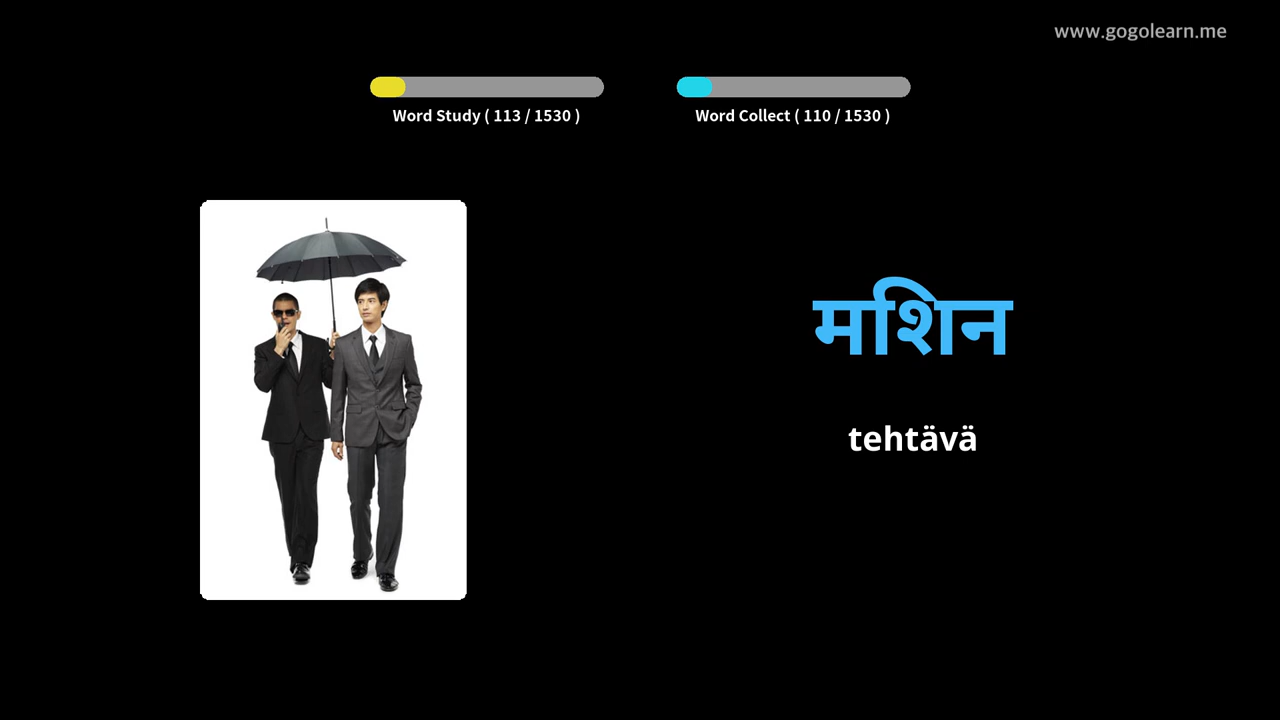 www.gogolearn.me
Word Study ( 113 / 1530 )
Word Collect ( 110 / 1530 )
मशिन
tehtävä